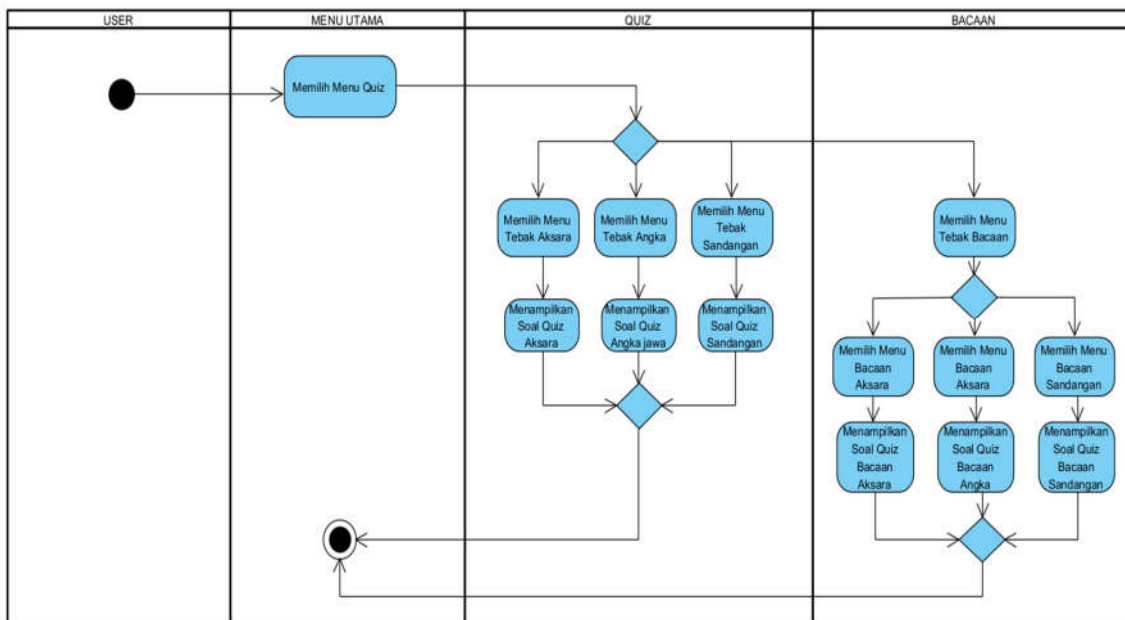 USER
MENU UTAMA
QUIZ
BACAAN
Memilih Menu Quiz
Memilih Menu
Tebak Aksara
Memilih Menu
Tebak Angka
Memilih Menu
Tebak
Sandangan
Memilih Menu
Tebak Bacaan
Menampilkan
Soal Quiz
Aksara
Menampilkan
Soal Quiz
Angka jawa
Menampilkan
Soal Quiz
Sandangan
Memilih Menu
Bacaan
Aksara
Memilih Menu
Bacaan
Aksara
Memilih Menu
Bacaan
Sandangan
Menampilkan
Soal Quiz
Bacaan
Aksara
Menampilkan
Soal Quiz
Bacaan
Angka
Menampilkan
Soal Quiz
Bacaan
Sandangan